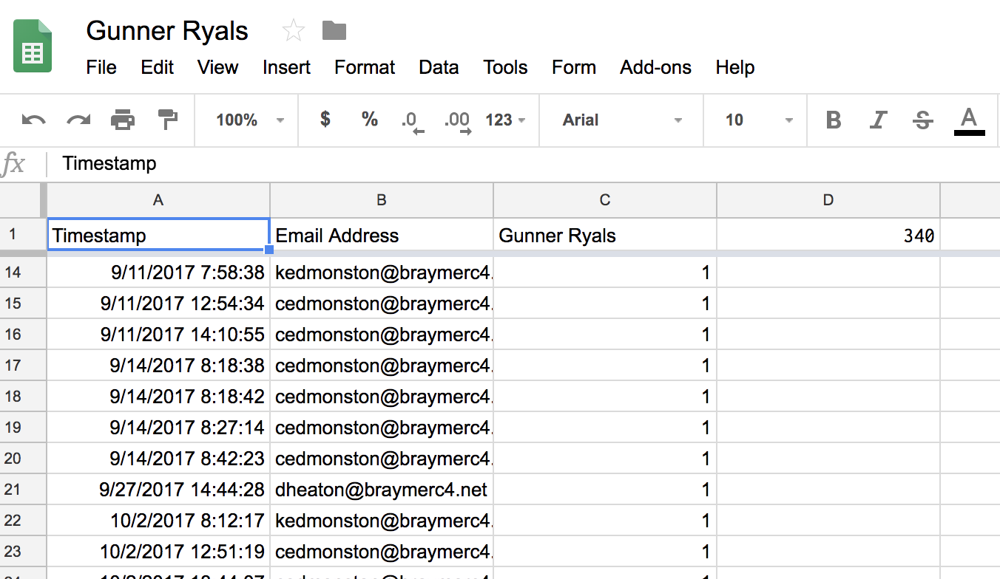 Gunner Ryals
File Edit View Insert Format Data Tools Form Add-ons Help
100% $ % .0 .00 123 Arial 10 B I S A
fx Timestamp
A B C D
1 Timestamp Email Address Gunner Ryals 340
14 9/11/2017 7:58:38 kedmonston@braymerc4. 1
15 9/11/2017 12:54:34 cedmonston@braymerc4. 1
16 9/11/2017 14:10:55 cedmonston@braymerc4. 1
17 9/14/2017 8:18:38 cedmonston@braymerc4. 1
18 9/14/2017 8:18:42 cedmonston@braymerc4. 1
19 9/14/2017 8:27:14 cedmonston@braymerc4. 1
20 9/14/2017 8:42:23 cedmonston@braymerc4. 1
21 9/27/2017 14:44:28 dheaton@braymerc4.net 1
22 10/2/2017 8:12:17 kedmonston@braymerc4. 1
23 10/2/2017 12:51:19 cedmonston@braymerc4. 1